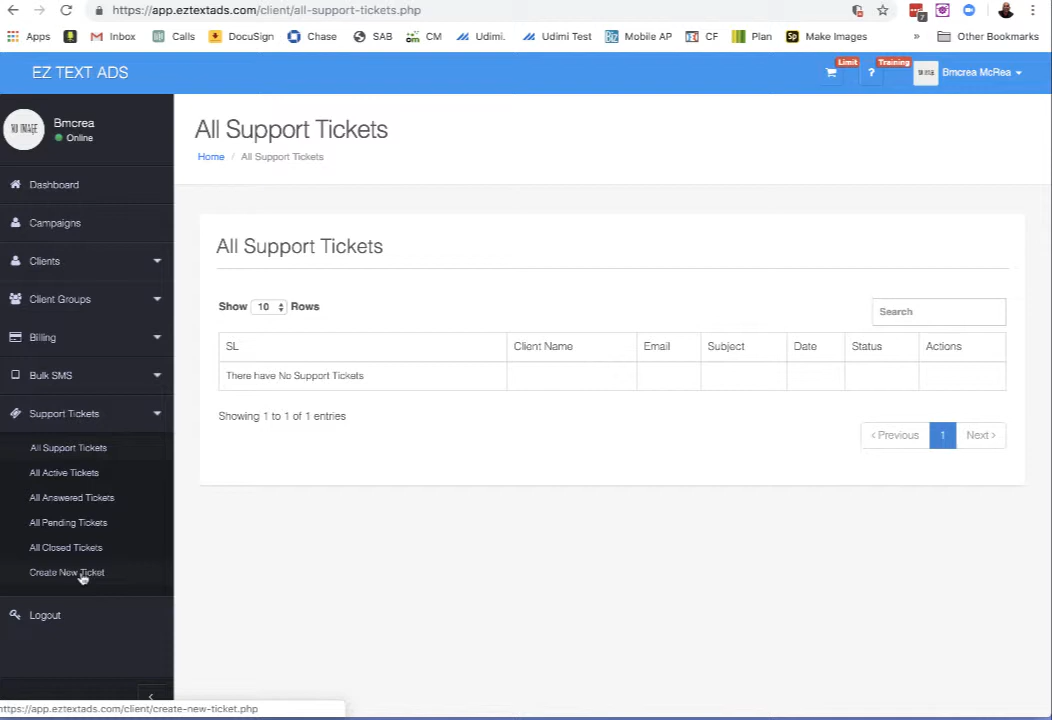 https://app.eztextads.com/client/all-support-tickets.php
7
Apps
Inbox
Calls
DocuSign
Chase
SAB
CM
Udimi.
Udimi Test
Mobile AP
CF
Plan
Make Images
»
Other Bookmarks
EZ TEXT ADS
Limit
Training
?
Bmcrea McRea
NO IMAGE
Bmcrea
Online
Dashboard
Campaigns
Clients
Client Groups
Billing
Bulk SMS
Support Tickets
All Support Tickets
All Active Tickets
All Answered Tickets
All Pending Tickets
All Closed Tickets
Create New Ticket
Logout
All Support Tickets
Home / All Support Tickets
All Support Tickets
Show 10 Rows
Search
SL Client Name Email Subject Date Status Actions
There have No Support Tickets
Showing 1 to 1 of 1 entries
‹ Previous 1 Next ›
https://app.eztextads.com/client/create-new-ticket.php